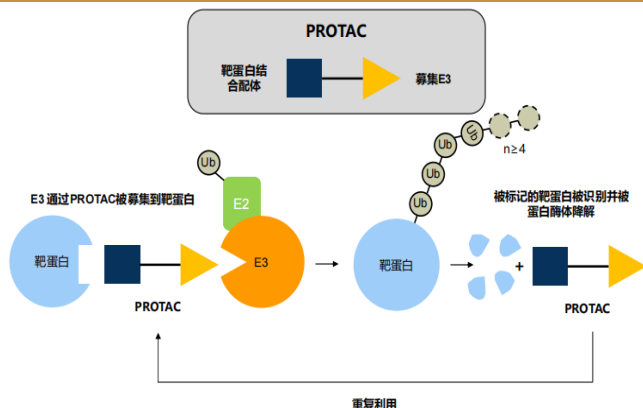 PROTAC
靶蛋白结
合配体
募集E3
Ub
Ub
Ub
Ub
Ub
n≥4
E3 通过PROTAC被募集到靶蛋白
Ub
E2
被标记的靶蛋白被识别并被
蛋白酶体降解
靶蛋白
E3
靶蛋白
+
PROTAC
PROTAC
重复利用